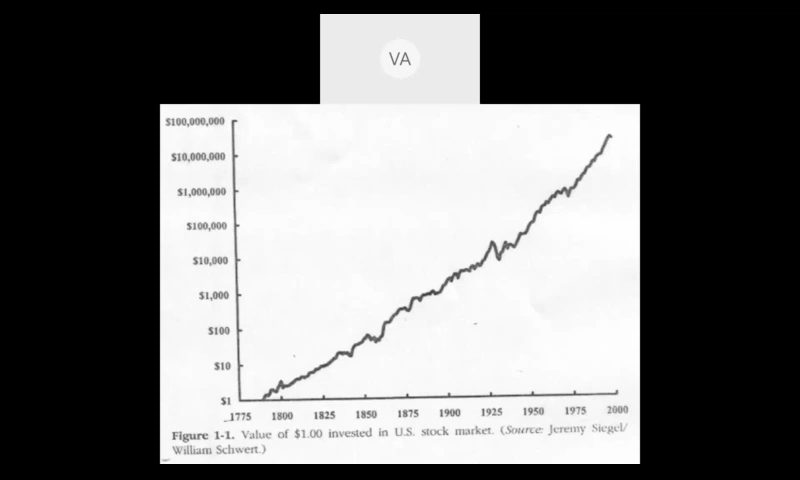 VA
$100,000,000
$10,000,000
$1,000,000
$100,000
$10,000
$1,000
$100
$10
$1
1775 1800 1825 1850 1875 1900 1925 1950 1975 2000
Figure 1-1. Value of $1.00 invested in U.S. stock market. (Source: Jeremy Siegel/
William Schwert.)